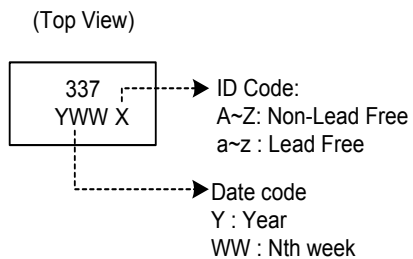 (Top View)
337
YWW X
ID Code:
A~Z: Non-Lead Free
a~z : Lead Free
Date code
Y : Year
WW : Nth week